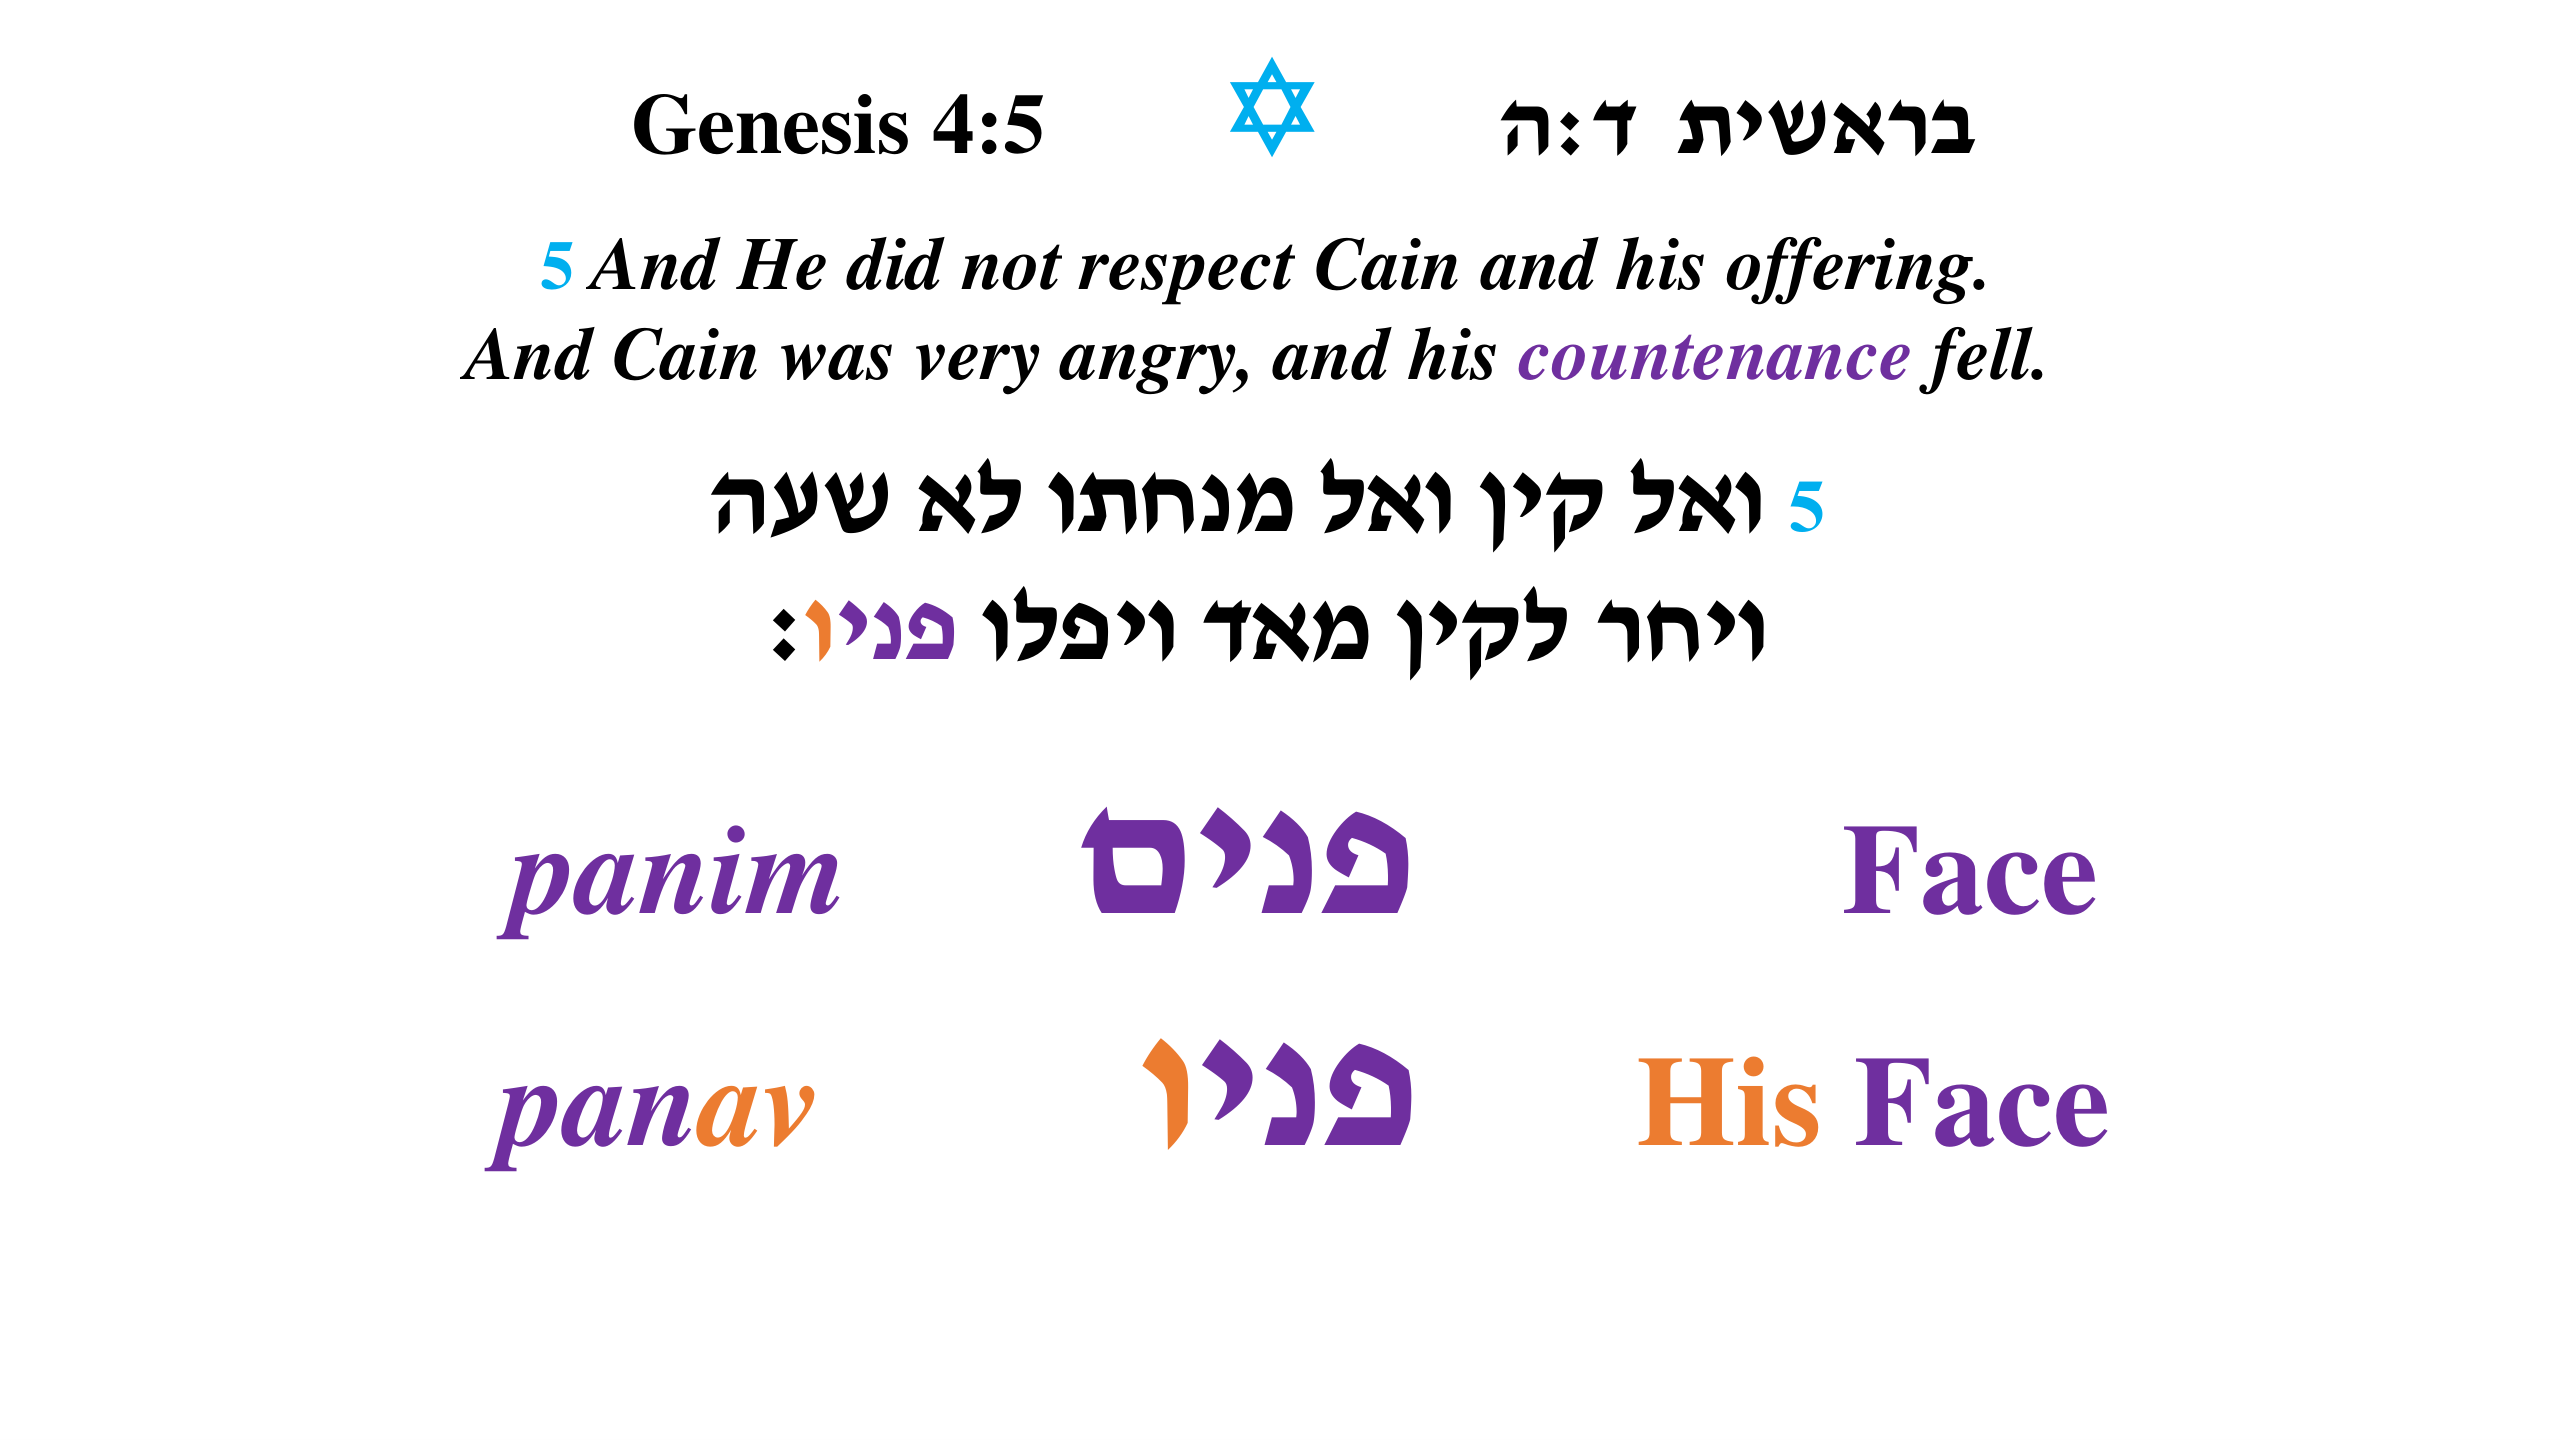 Genesis 4:5 ✡ בראשית ד:ה
5 And He did not respect Cain and his offering.
And Cain was very angry, and his countenance fell.
5 ואל קין ואל מנחתו לא שעה
ויחר לקין מאד ויפלו פניו:
panim פנים Face
panav פניו His Face